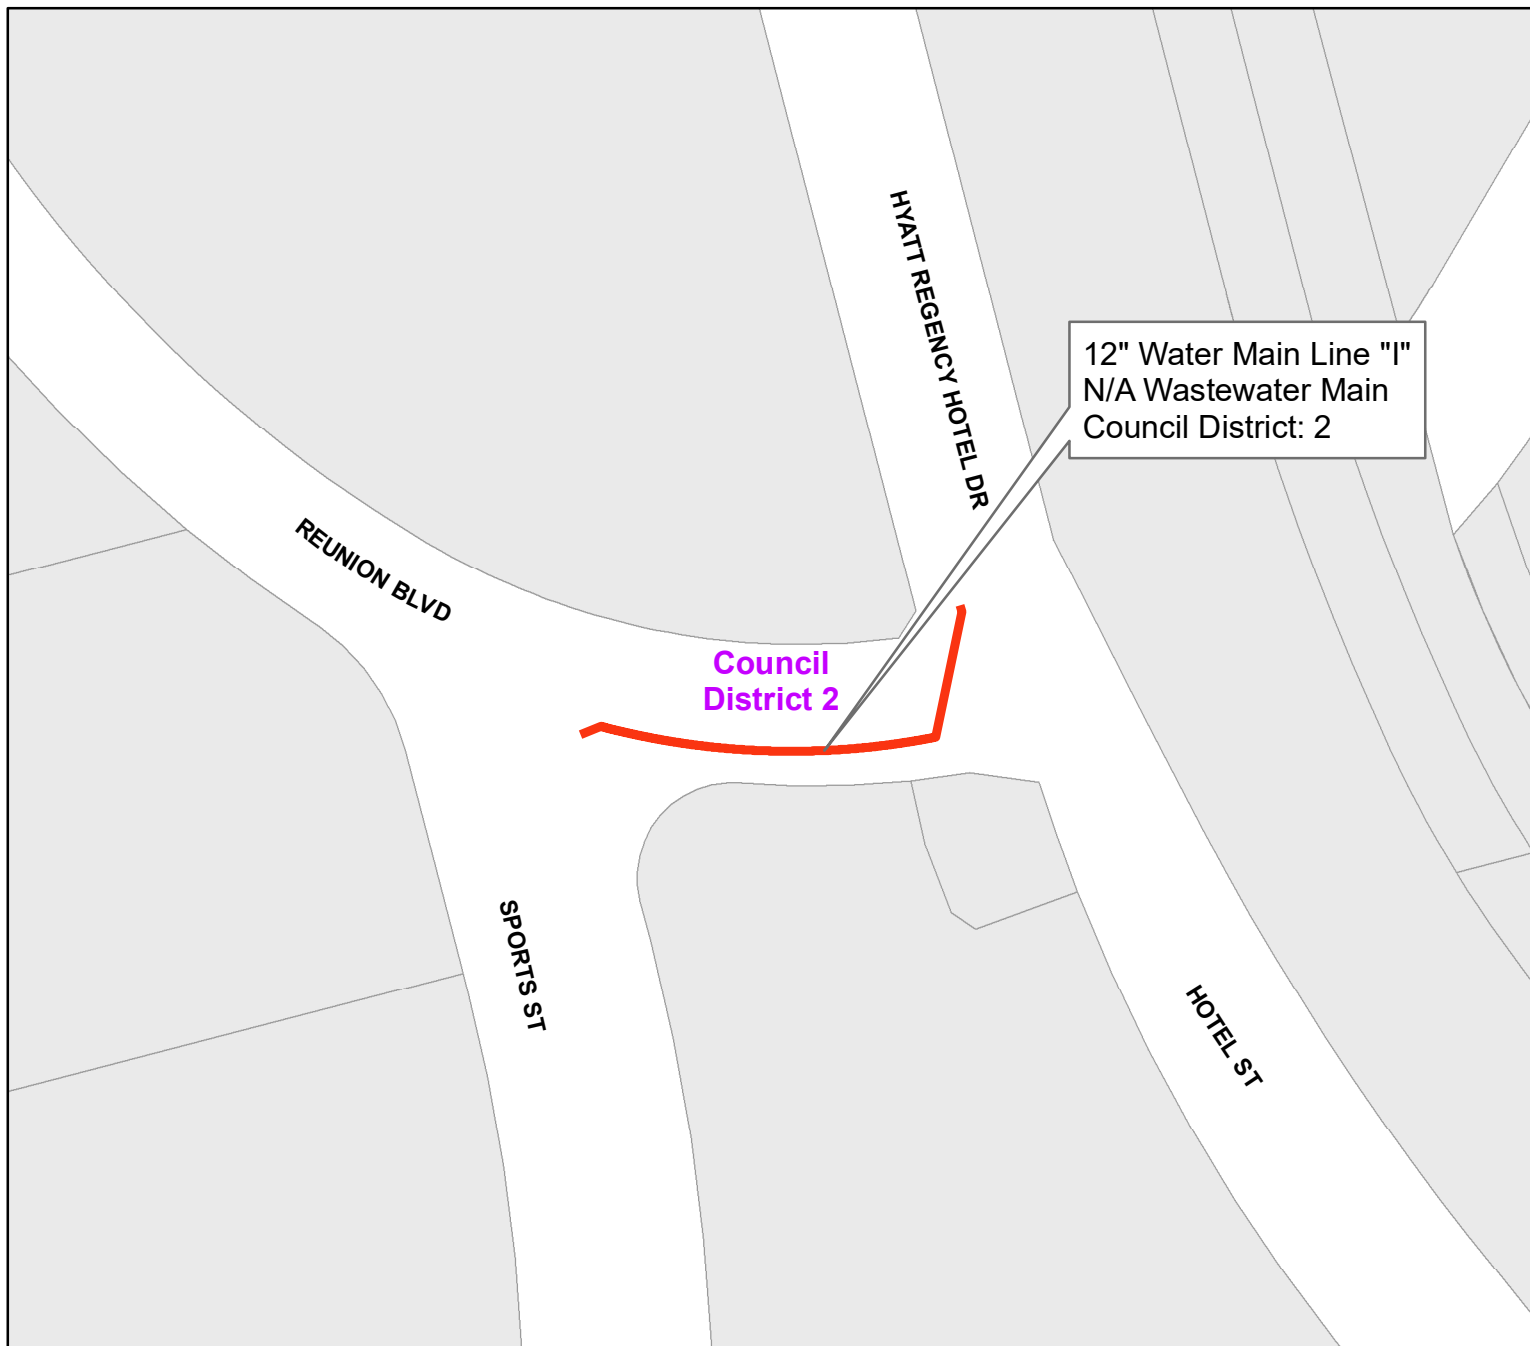 HYATT REGENCY HOTEL DR
12" Water Main Line "I"
N/A Wastewater Main
Council District: 2
REUNION BLVD
Council
District 2
SPORTS ST
HOTEL ST